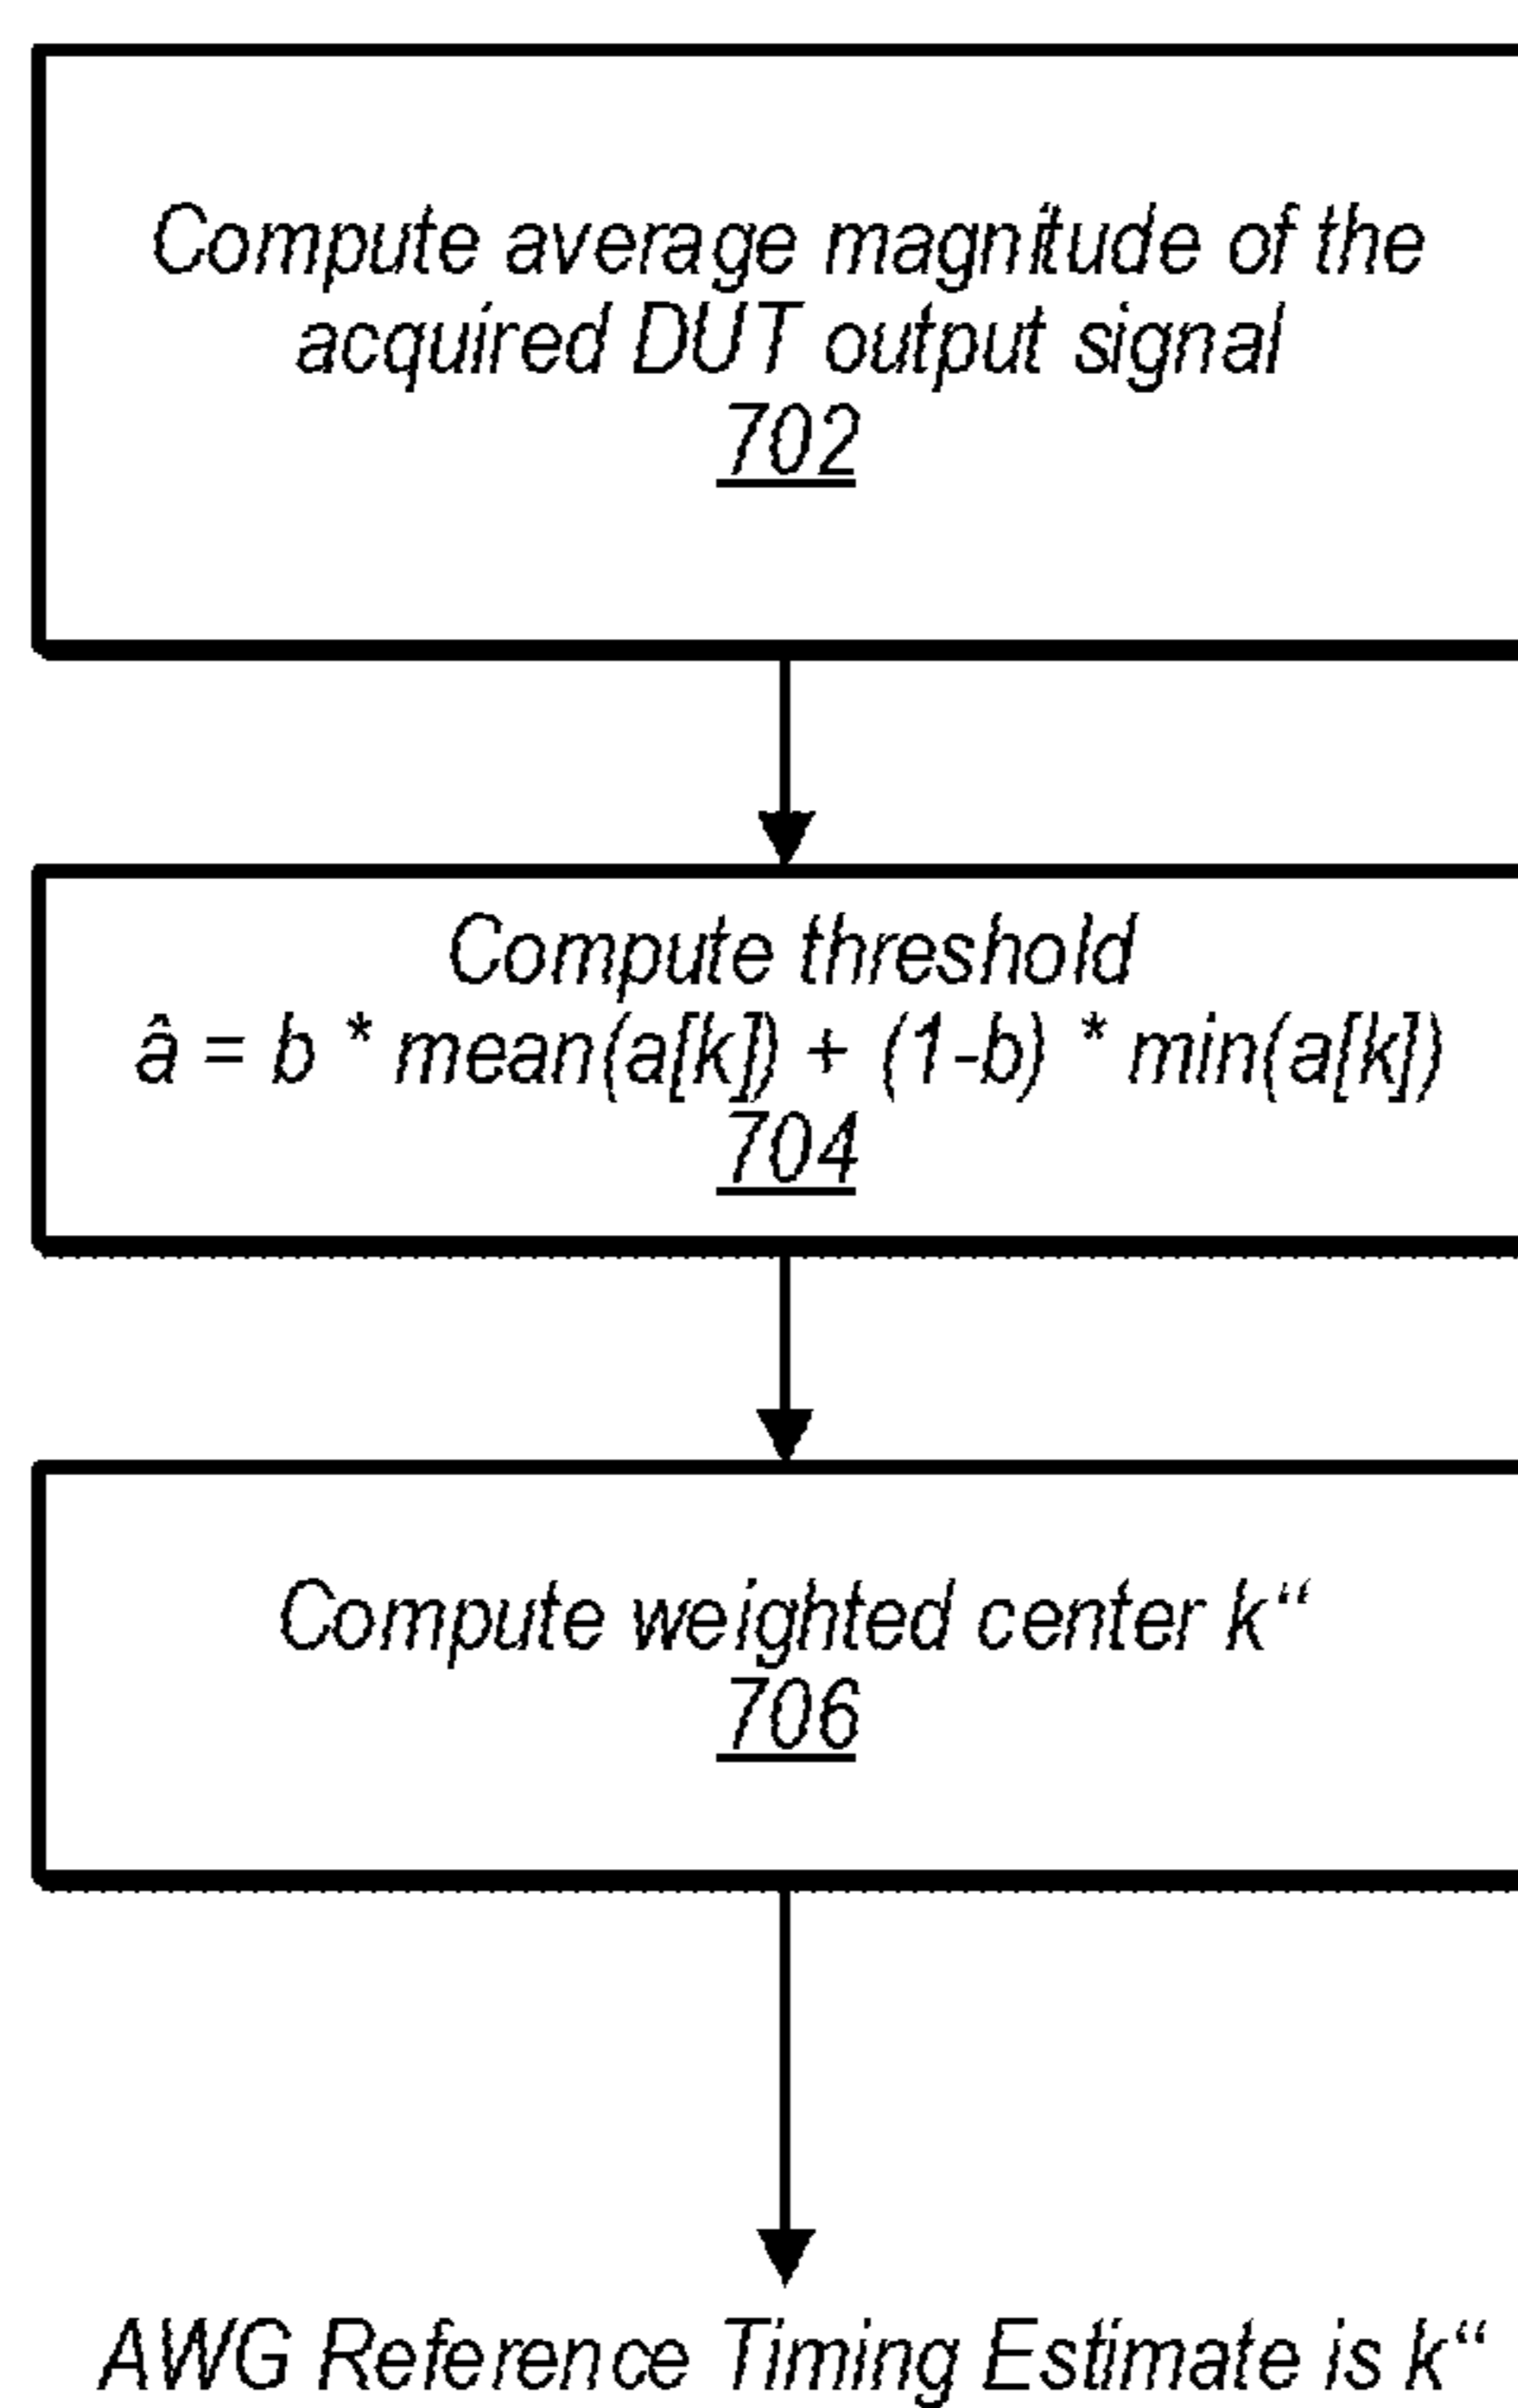 Compute average magnitude of the
acquired DUT output signal
702
Compute threshold
â = b * mean(a[k]) + (1-b) * min(a[k])
704
Compute weighted center k“
706
AWG Reference Timing Estimate is k“